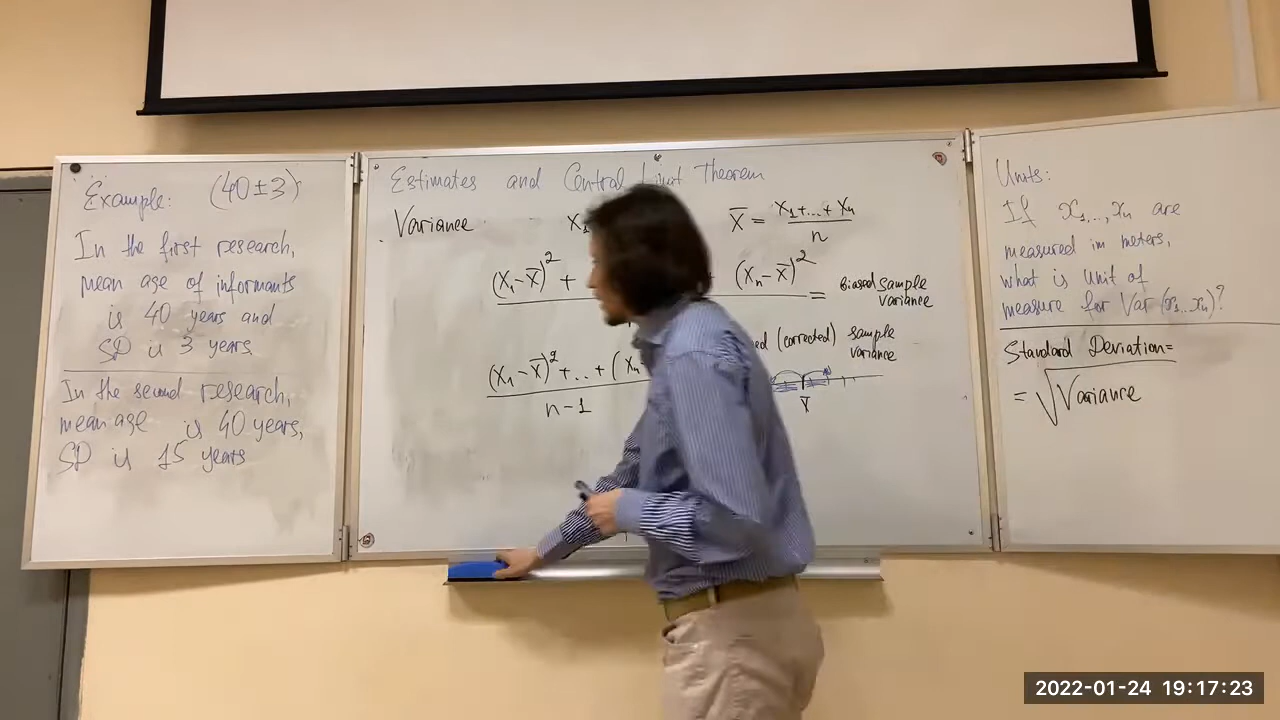 Example: (40±3)
In the first research,
mean age of informants
is 40 years and
SD is 3 years
In the second research,
mean age is 40 years,
SD is 15 years
Estimates and Central Limit Theorem
Variance
X̄ = X₁+...+Xₙ / n
(X₁-X̄)² + (Xₙ-X̄)² = Biased sample variance
(corrected) sample variance
(X₁-X̄)² + .. + (Xₙ
n-1
X̄
Units:
If x₁..., xₙ are
measured in meters,
what is unit of
measure for Var (x₁...xₙ)?
Standard Deviation=
= √Variance
2022-01-24 19:17:23